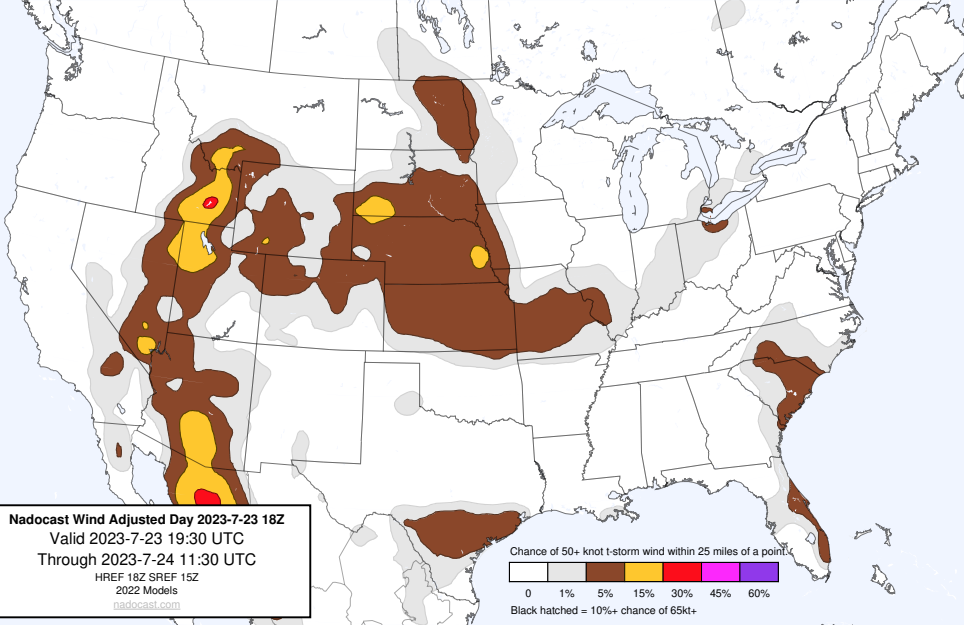 Nadocast Wind Adjusted Day 2023-7-23 18Z
Valid 2023-7-23 19:30 UTC
Through 2023-7-24 11:30 UTC
HREF 18Z SREF 15Z
2022 Models
nadocast.com
Chance of 50+ knot t-storm wind within 25 miles of a point.
0 1% 5% 15% 30% 45% 60%
Black hatched = 10%+ chance of 65kt+